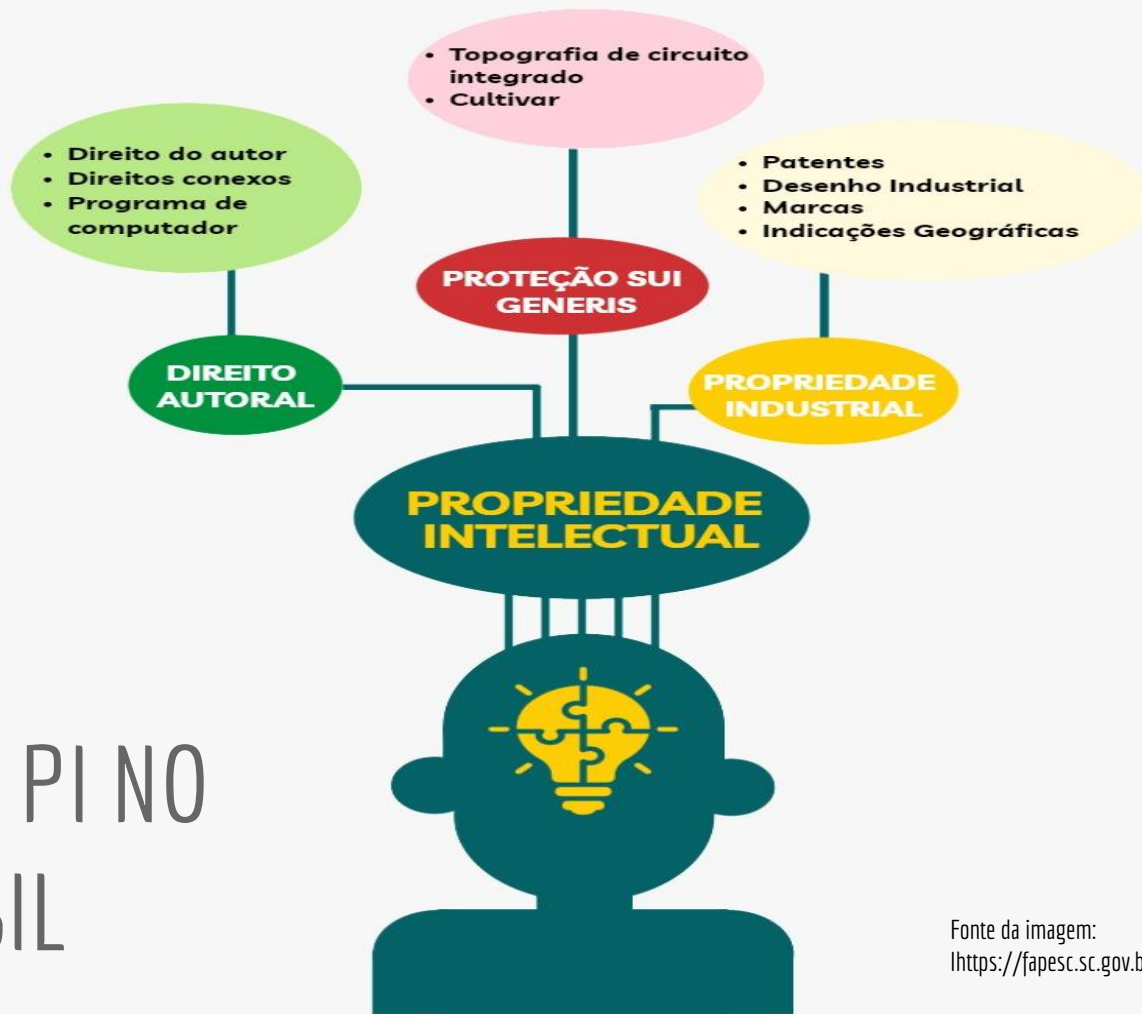 • Topografia de circuito
integrado
• Cultivar
• Direito do autor
• Direitos conexos
• Programa de
computador
• Patentes
• Desenho Industrial
• Marcas
• Indicações Geográficas
PROTEÇÃO SUI
GENERIS
DIREITO
AUTORAL
PROPRIEDADE
INDUSTRIAL
PROPRIEDADE
INTELECTUAL
PI NO
SIL
Fonte da imagem:
lhttps://fapesc.sc.gov.b